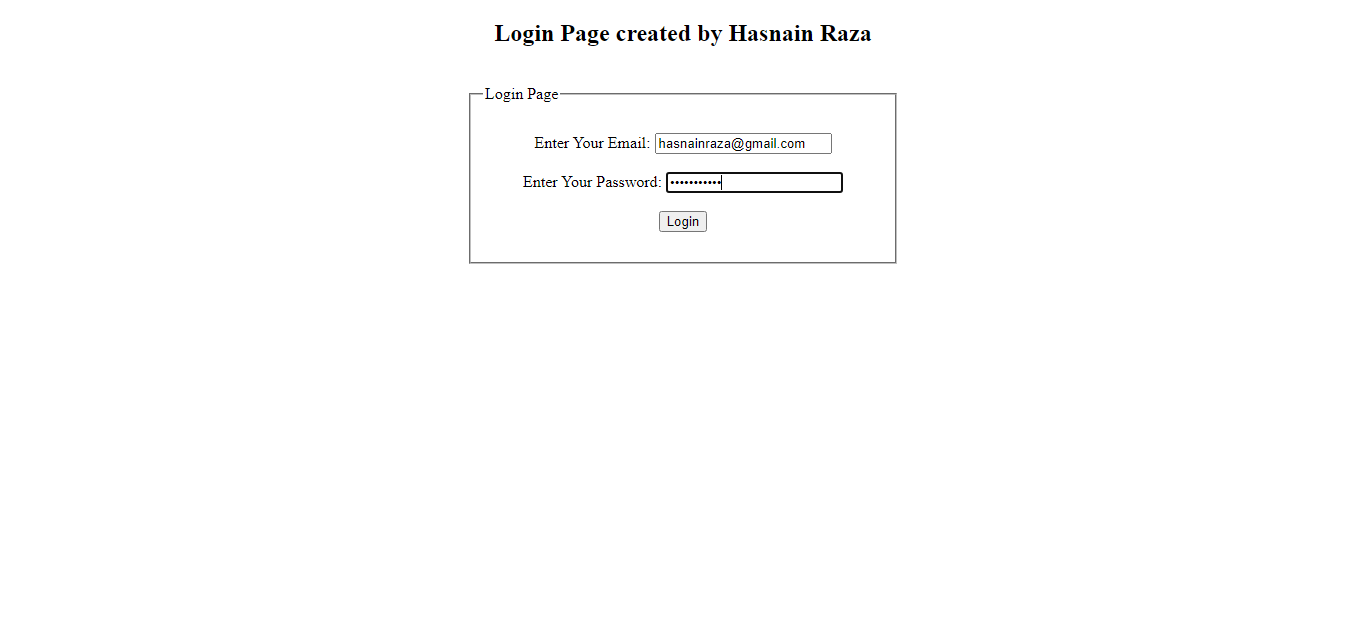 Login Page created by Hasnain Raza
Login Page
Enter Your Email: hasnainraza@gmail.com
Enter Your Password: •••••••••••
Login